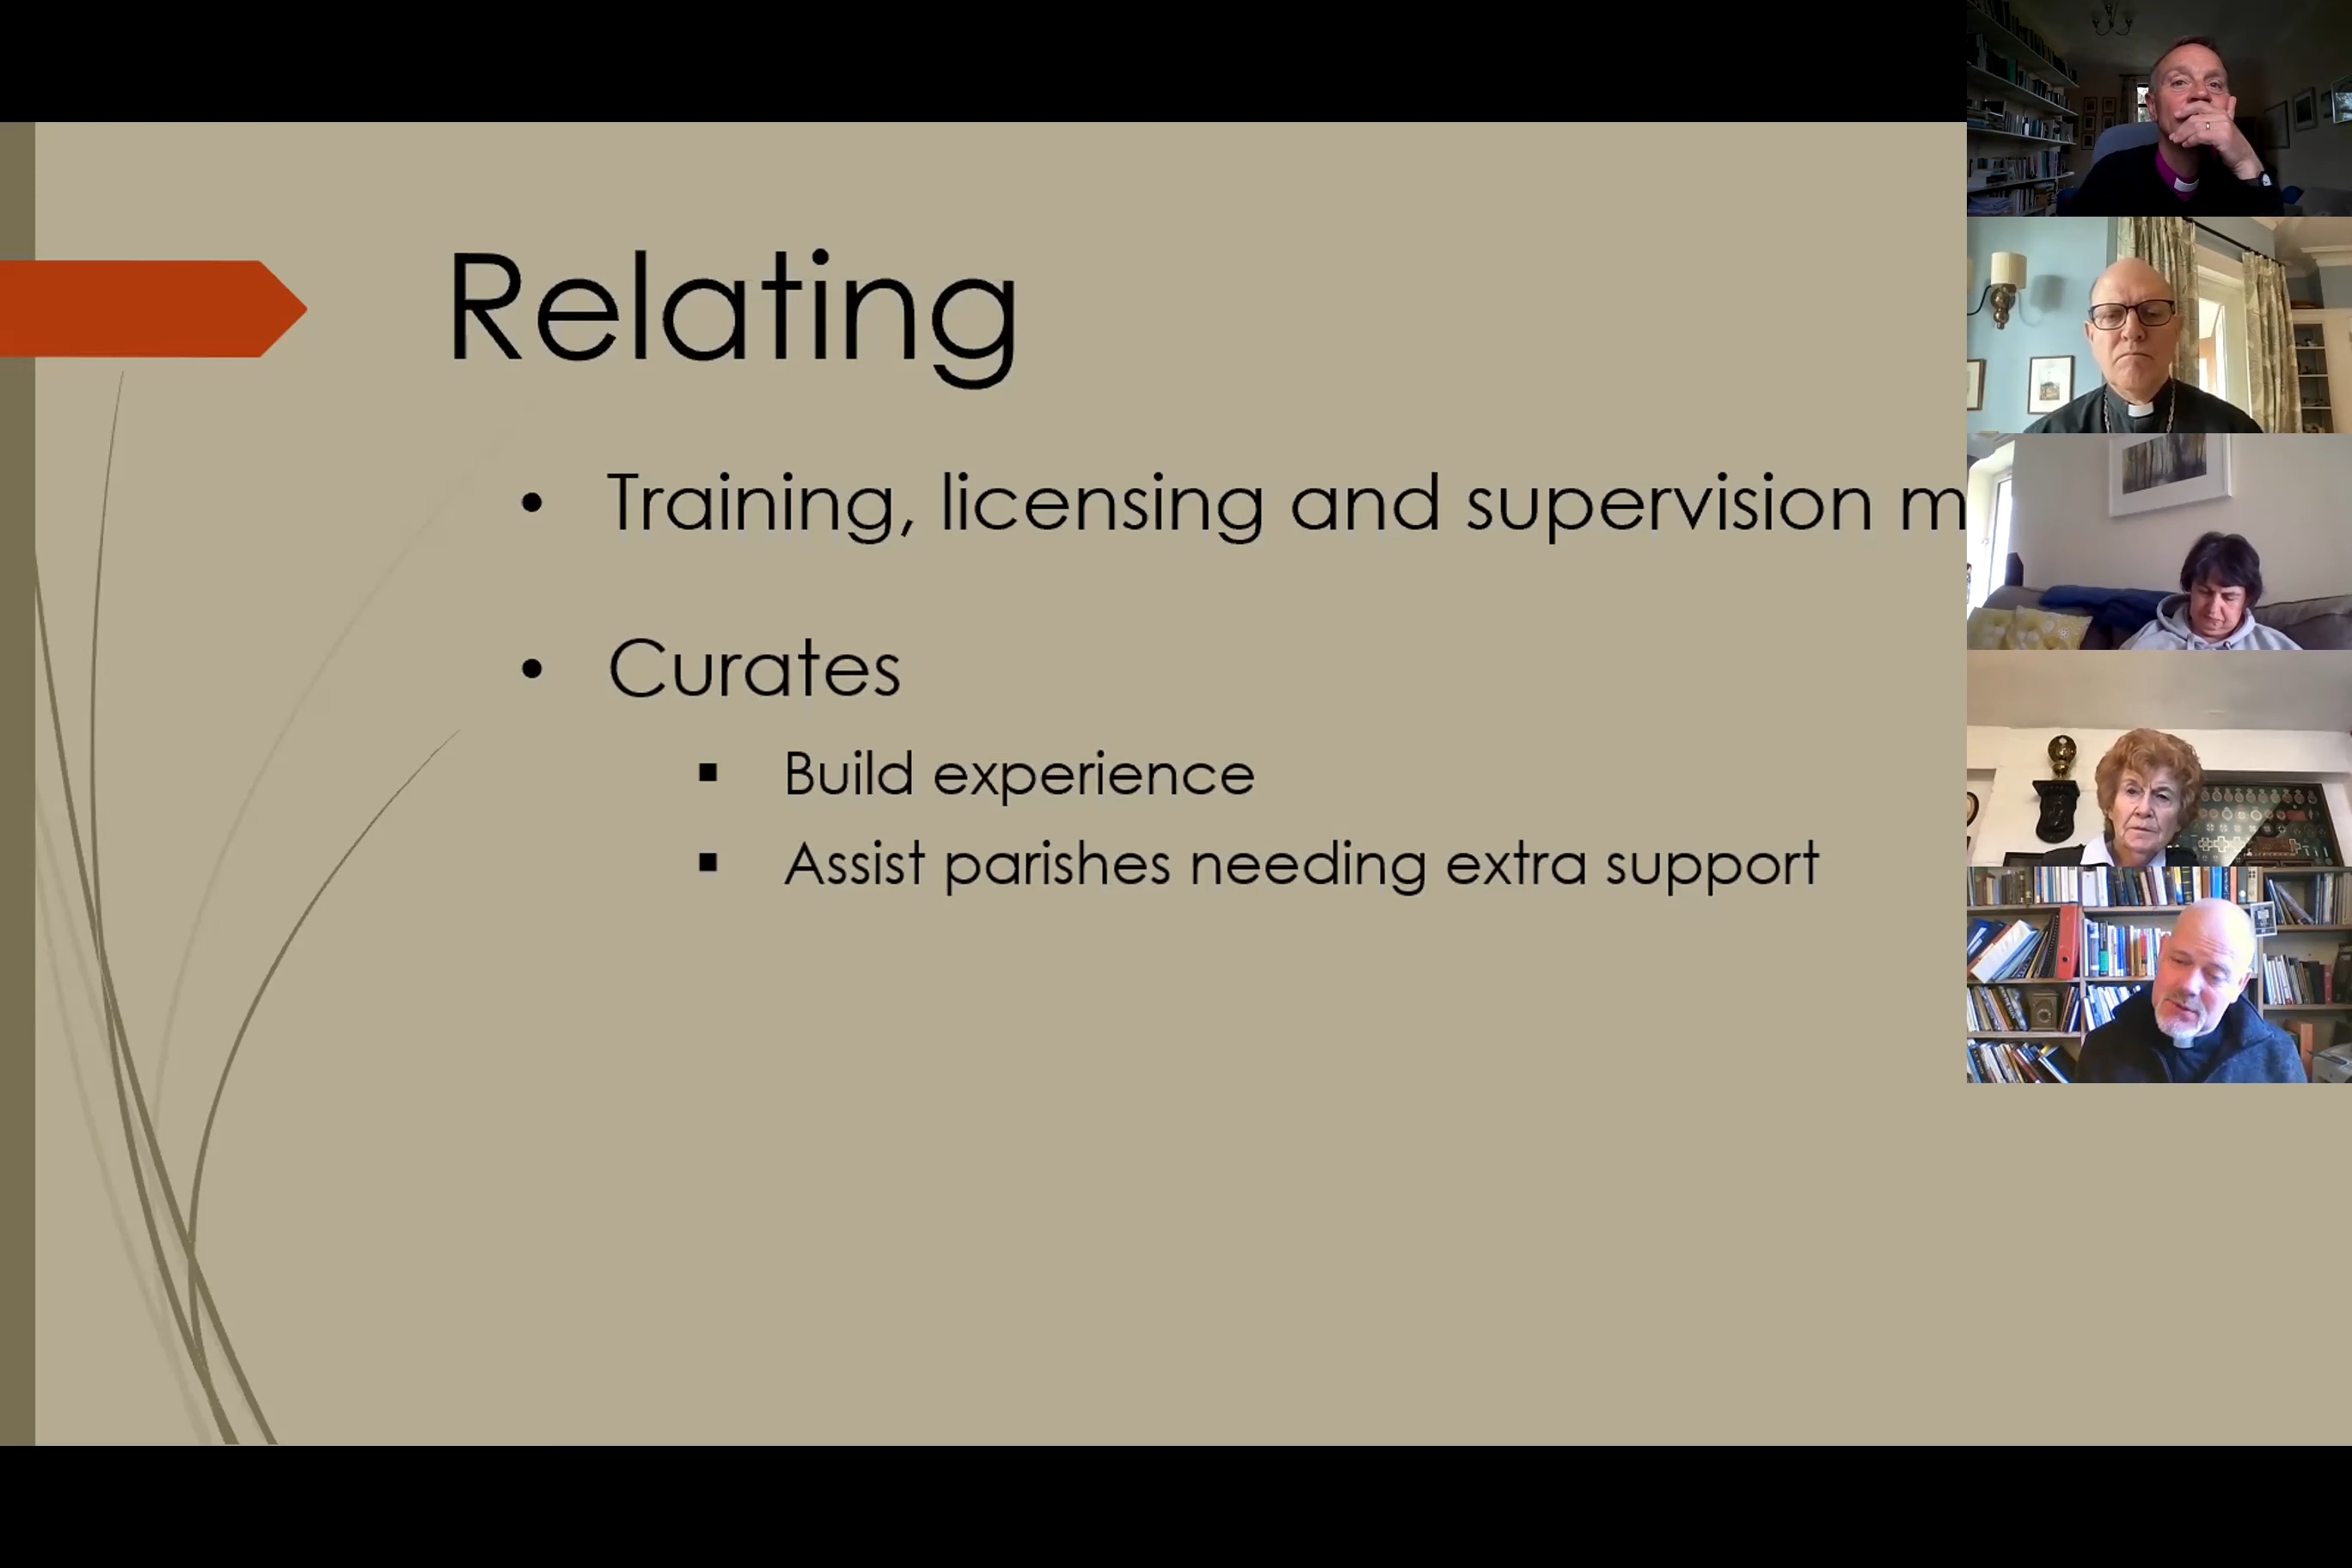 Relating
• Training, licensing and supervision m
• Curates
▪ Build experience
▪ Assist parishes needing extra support